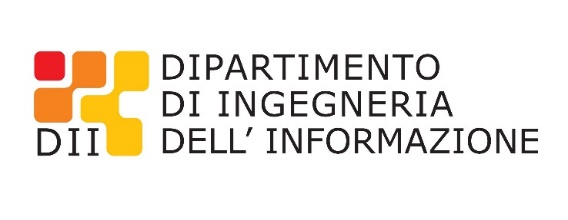 DIPARTIMENTO
DI INGEGNERIA
DII DELL' INFORMAZIONE